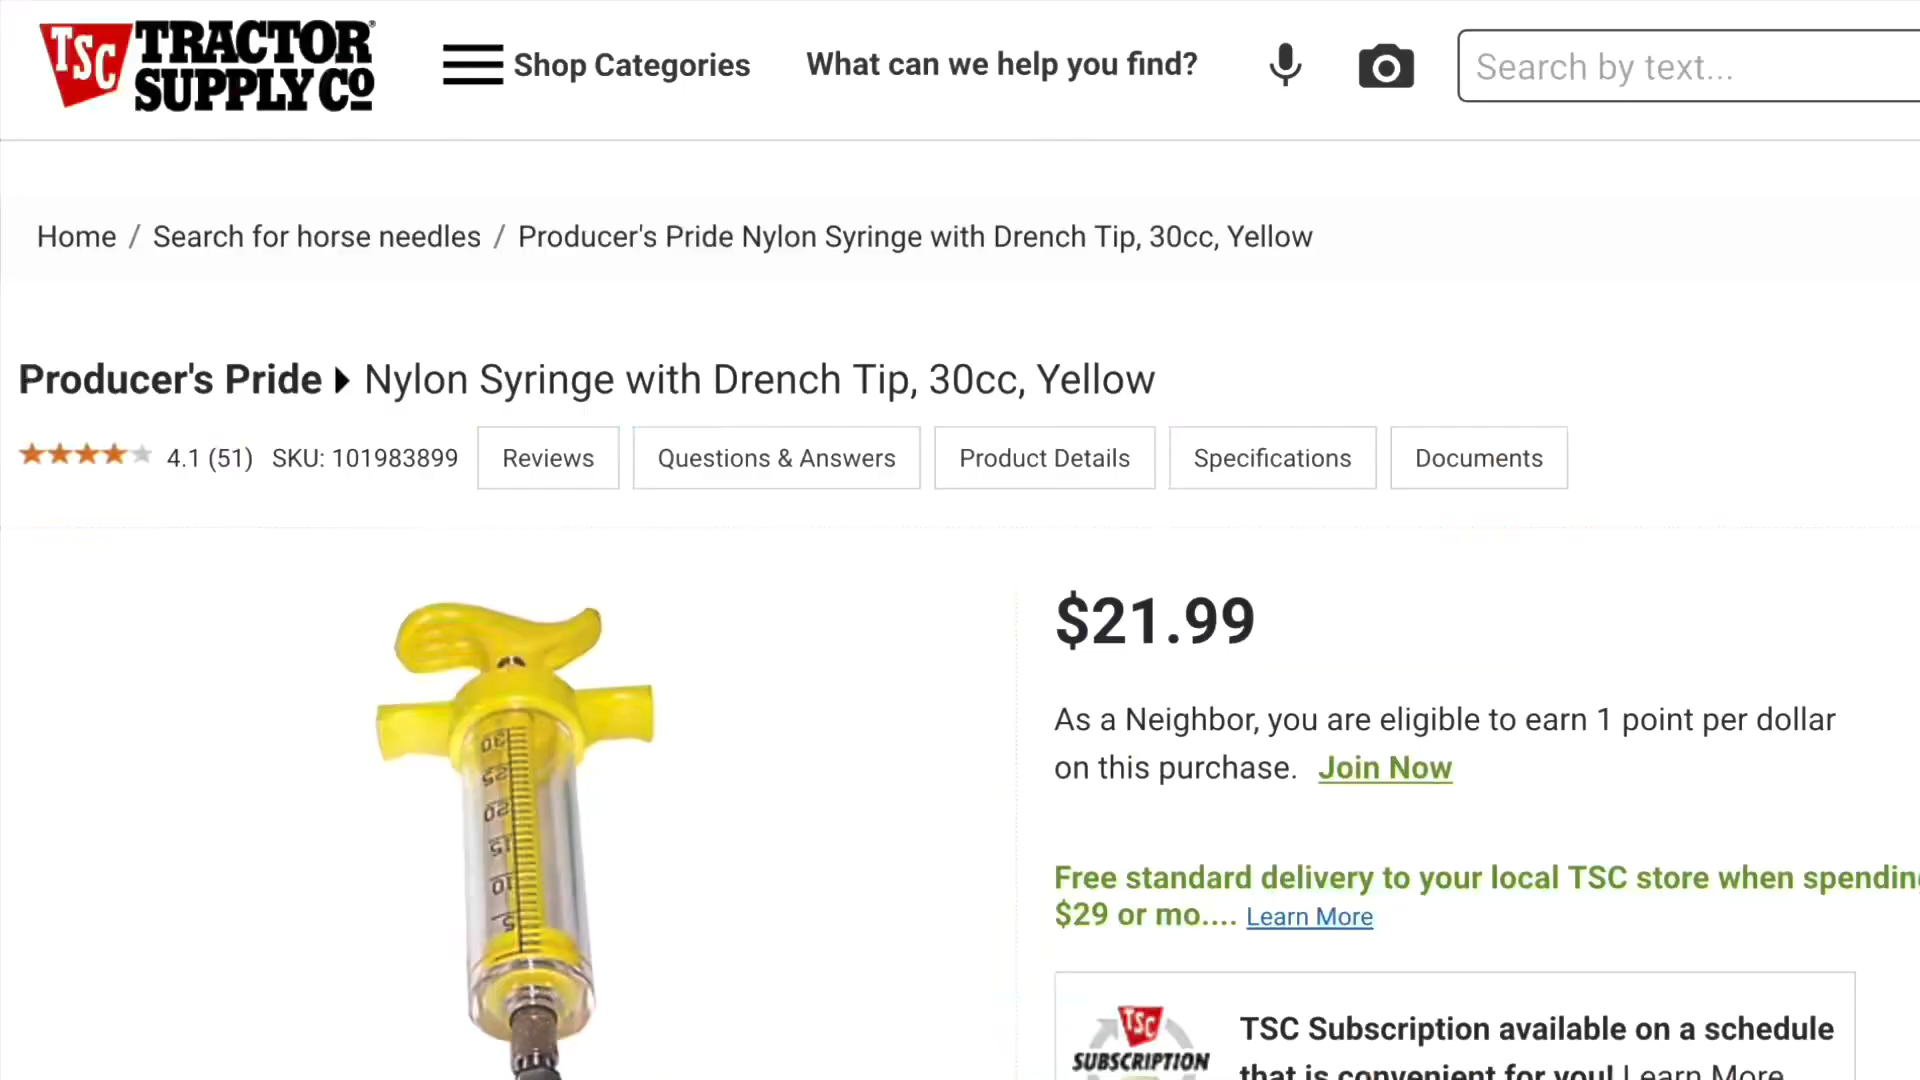 TSC TRACTOR
SUPPLY CO
Shop Categories
What can we help you find?
Search by text...
Home / Search for horse needles / Producer's Pride Nylon Syringe with Drench Tip, 30cc, Yellow
Producer's Pride Nylon Syringe with Drench Tip, 30cc, Yellow
4.1 (51) SKU: 101983899 Reviews Questions & Answers Product Details Specifications Documents
30
25
20
15
10
5
$21.99
As a Neighbor, you are eligible to earn 1 point per dollar
on this purchase. Join Now
Free standard delivery to your local TSC store when spending
$29 or mo.... Learn More
TSC
SUBSCRIPTION
TSC Subscription available on a schedule
that is convenient for you! Learn More